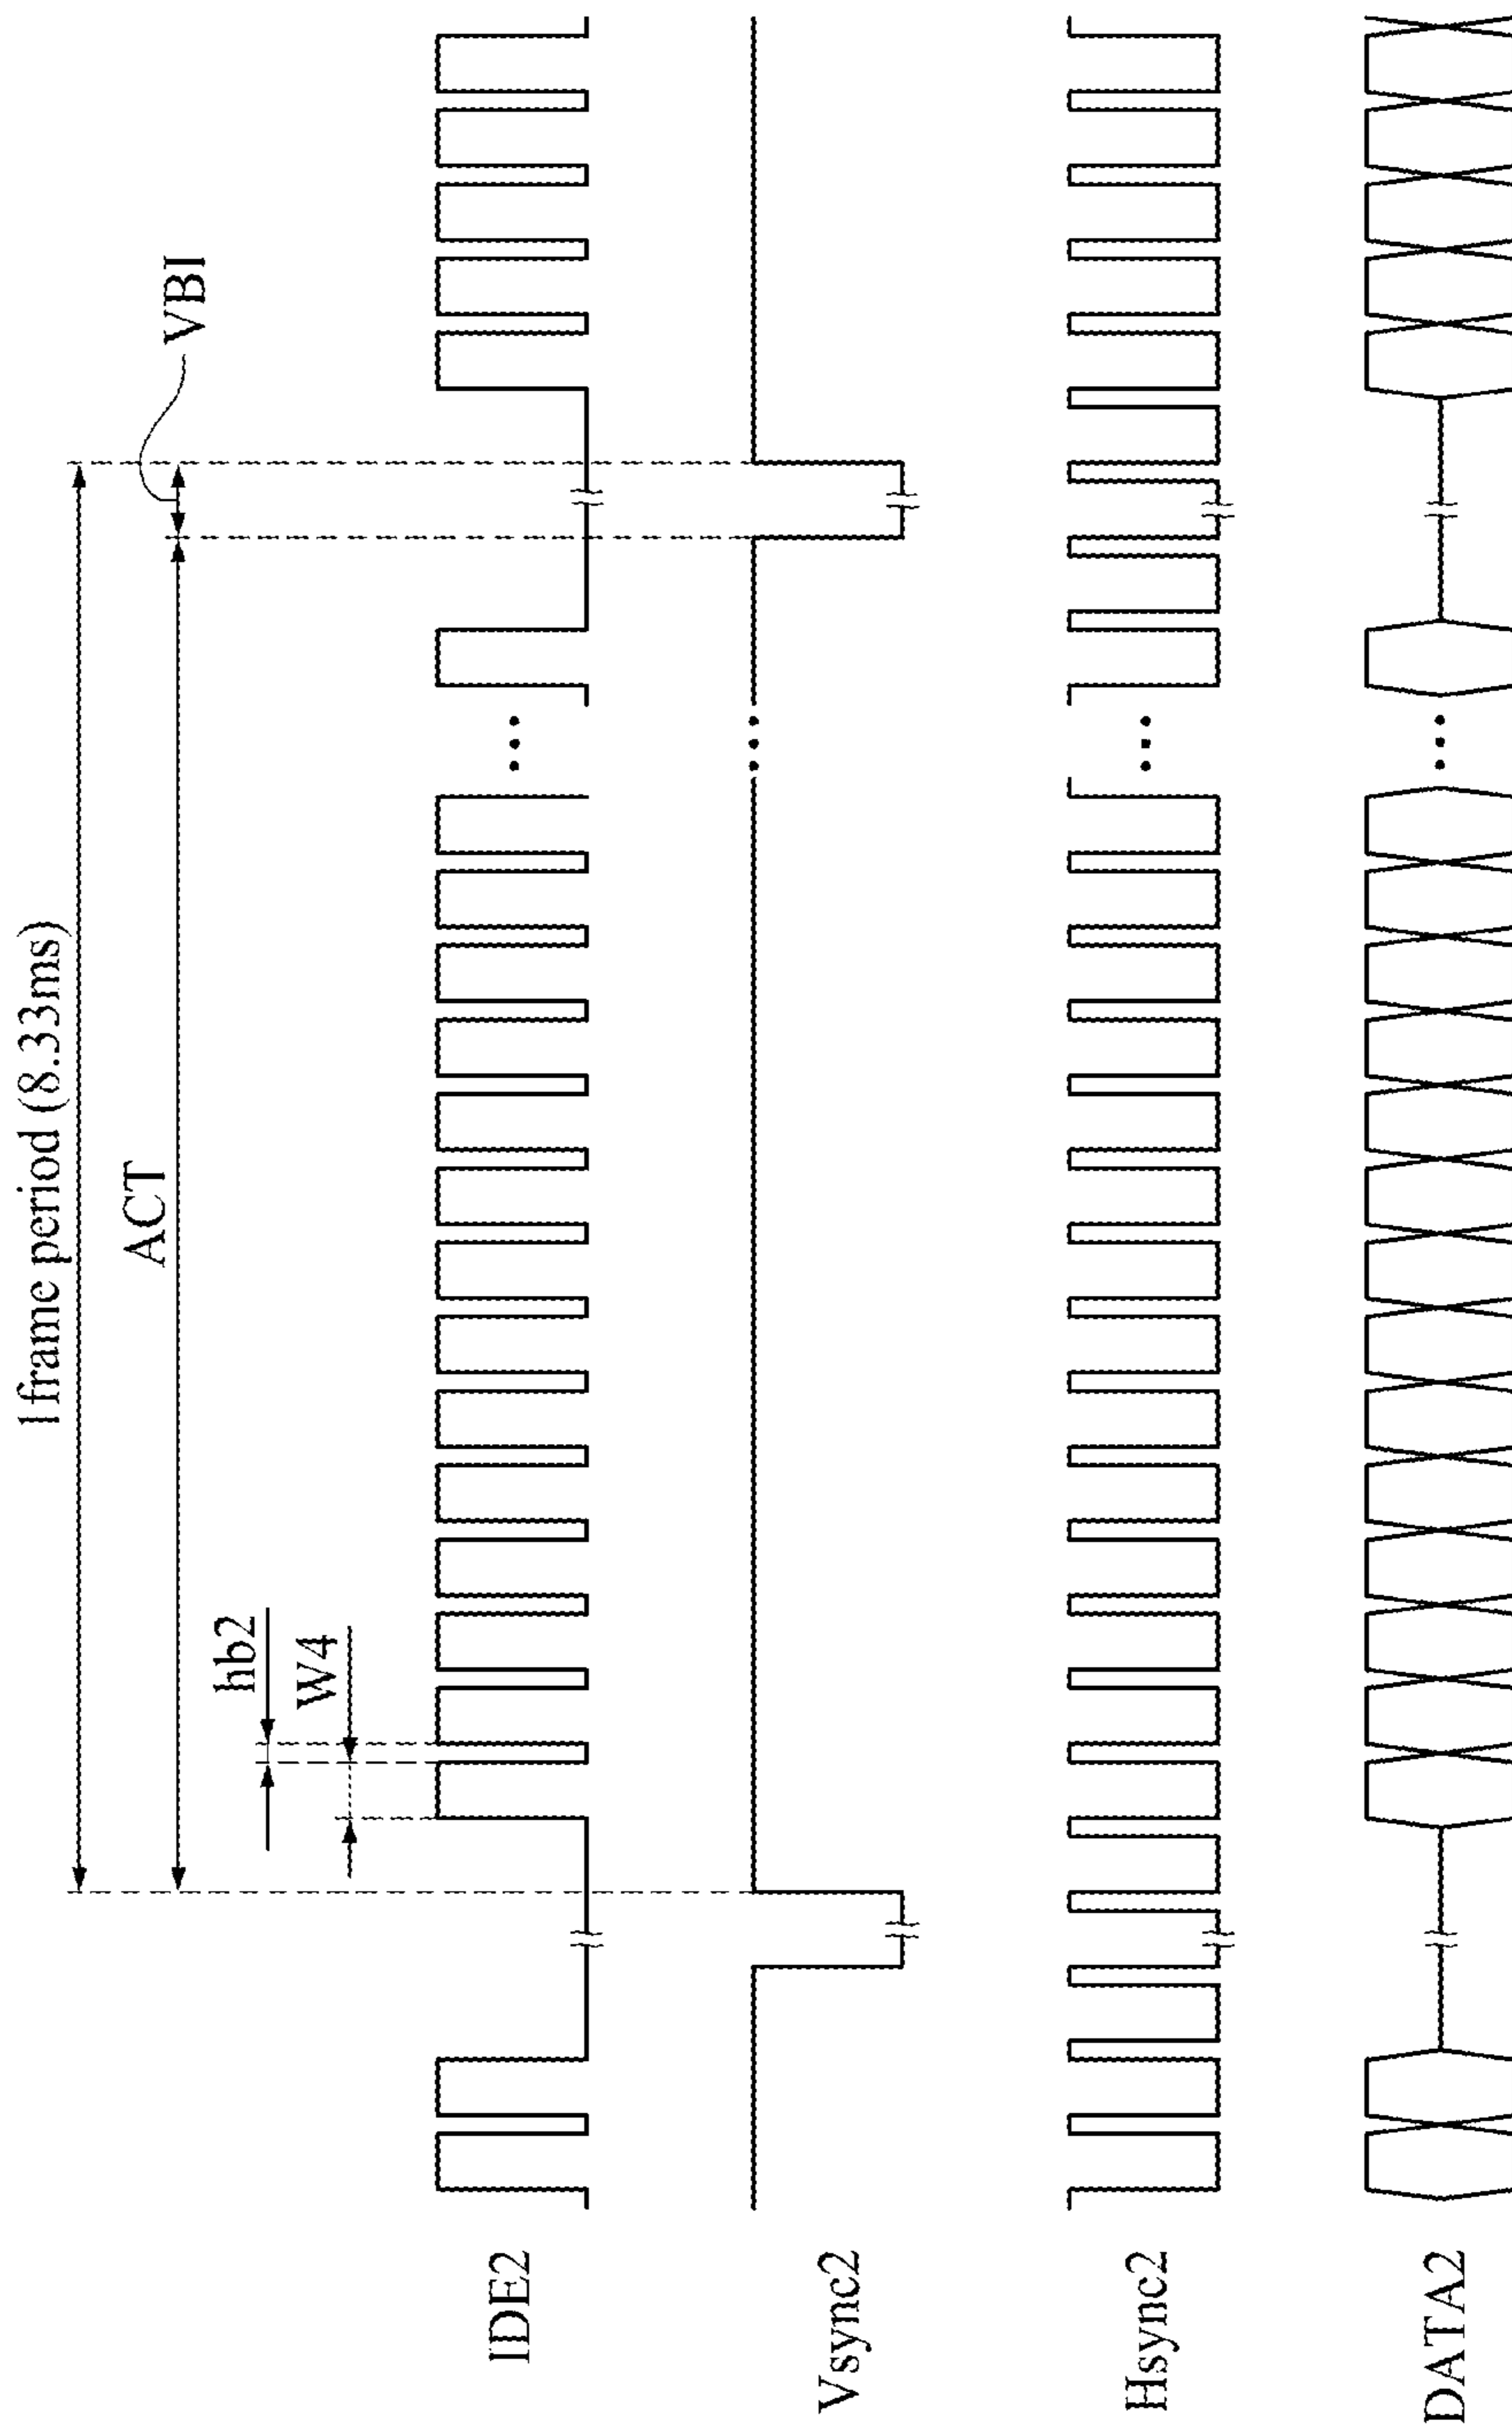 1frame period (8.33ms)
ACT
VBI
hb2
W4
IDE2
Vsync2
Hsync2
DATA2